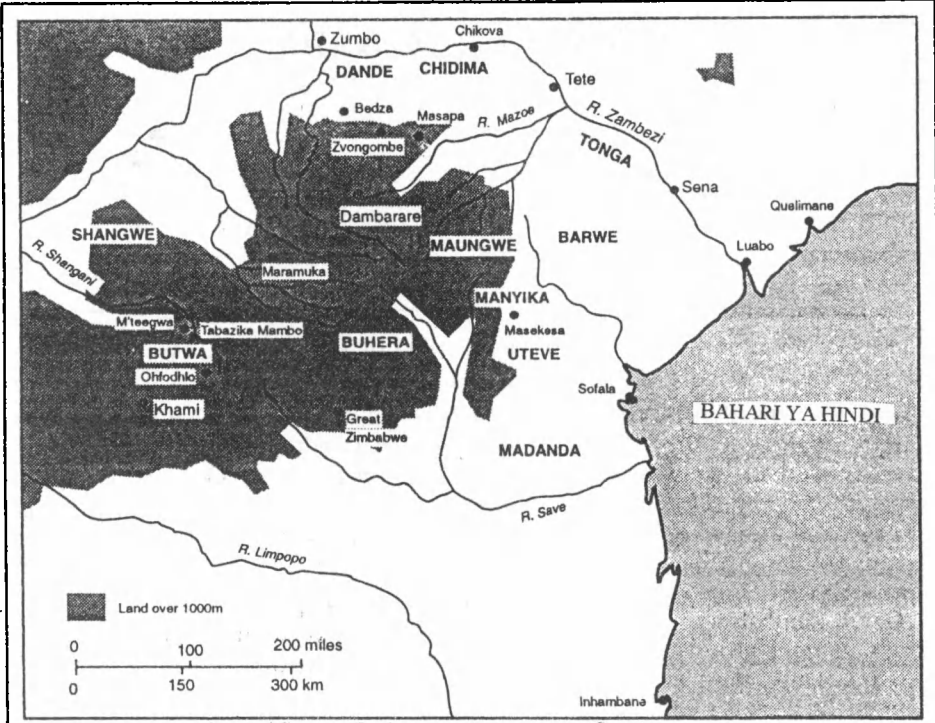 Zumbo
Chikova
DANDE
CHIDIMA
Tete
Bedza
Masapa
R. Mazoe
R. Zambezi
Zvongombe
TONGA
Sena
Quelimane
Dambarare
SHANGWE
MAUNGWE
BARWE
Luabo
R. Shangani
Maramuka
MANYIKA
M'teegwa
Tabazika Mambo
BUHERA
Masekesa
BUTWA
UTEVE
Ohfodhlo
Sofala
Khami
Great
Zimbabwe
BAHARI YA HINDI
MADANDA
R. Save
R. Limpopo
Land over 1000m
0 100 200 miles
0 150 300 km
Inhambane